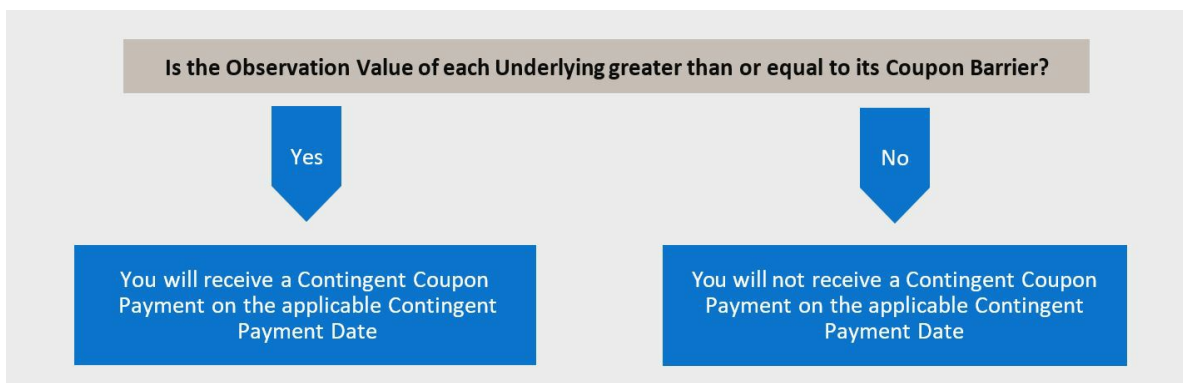 Is the Observation Value of each Underlying greater than or equal to its Coupon Barrier?
Yes
No
You will receive a Contingent Coupon
Payment on the applicable Contingent
Payment Date
You will not receive a Contingent Coupon
Payment on the applicable Contingent
Payment Date